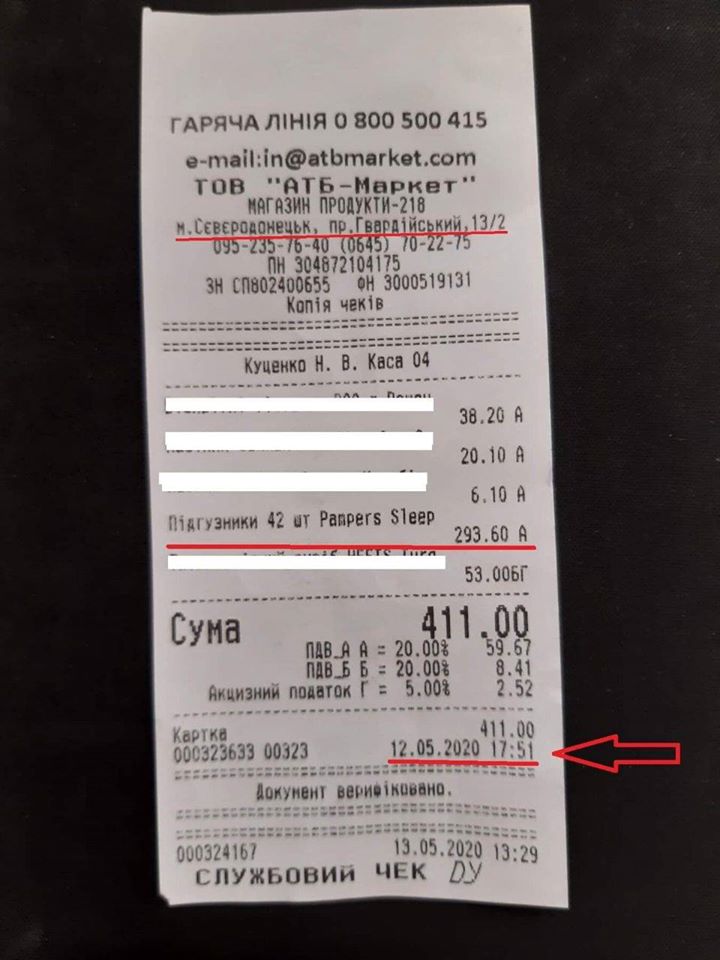 ГАРЯЧА ЛІНІЯ 0 800 500 415
e-mail:in@atbmarket.com
ТОВ "АТБ-Маркет"
МАГАЗИН ПРОДУКТИ-218
м.Сєвєродонецьк, пр.Гвардійський,13/2
095-235-76-40 (0645) 70-22-75
ПН 304872104175
ЗН СП802400655 ФН 3000519131
Копія чеків
Куценко Н. В. Каса 04
38.20 А
20.10 А
6.10 А
Підгузники 42 шт Pampers Sleep
293.60 А
53.00БГ
Сума 411.00
ПДВ_А А = 20.00% 59.67
ПДВ_Б Б = 20.00% 8.41
Акцизний податок Г = 5.00% 2.52
Картка 411.00
000323633 00323 12.05.2020 17:51
Документ верифіковано.
000324167 13.05.2020 13:29
СЛУЖБОВИЙ ЧЕК DУ